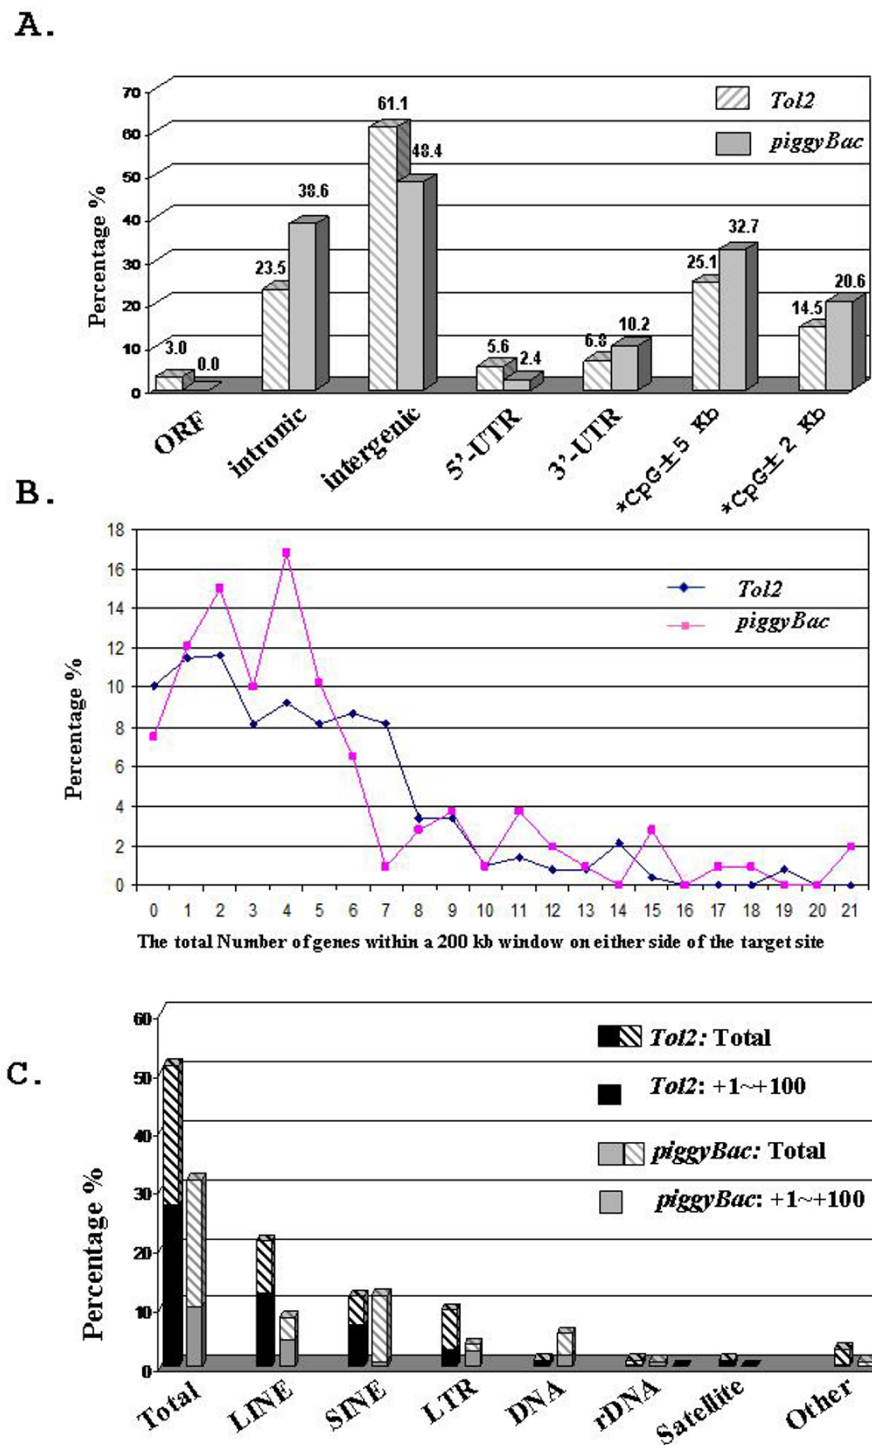 A.
70
60
50
40
30
20
10
0
Percentage %
3.0
0.0
23.5
38.6
61.1
48.4
5.6
2.4
6.8
10.2
25.1
32.7
14.5
20.6
Tol2
piggyBac
ORF
intronic
intergenic
5'-UTR
3'-UTR
*CpG± 5 Kb
*CpG± 2 Kb
B.
18
16
14
12
10
8
6
4
2
0
Percentage %
Tol2
piggyBac
0 1 2 3 4 5 6 7 8 9 10 11 12 13 14 15 16 17 18 19 20 21
The total Number of genes within a 200 kb window on either side of the target site
C.
60
50
40
30
20
10
0
Percentage %
Tol2: Total
Tol2: +1~+100
piggyBac: Total
piggyBac: +1~+100
Total
LINE
SINE
LTR
DNA
rDNA
Satellite
Other